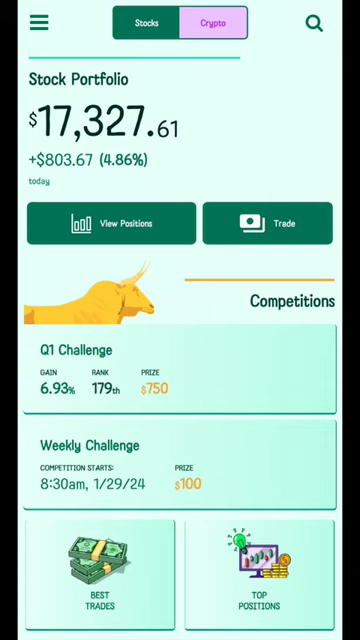 Stocks Crypto
Stock Portfolio
$17,327.61
+$803.67 (4.86%)
today
View Positions Trade
Competitions
Q1 Challenge
GAIN RANK PRIZE
6.93% 179th $750
Weekly Challenge
COMPETITION STARTS: PRIZE
8:30am, 1/29/24 $100
BEST
TRADES
TOP
POSITIONS